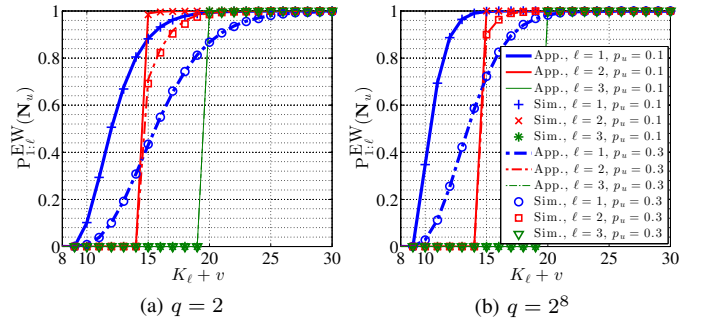 1
0.8
0.6
0.4
0.2
0
P^{EW}_{1:ℓ}(N_u)
8 10 15 20 25 30
K_ℓ + v
(a) q = 2
1
0.8
0.6
0.4
0.2
0
P^{EW}_{1:ℓ}(N_u)
App., ℓ = 1, p_u = 0.1
App., ℓ = 2, p_u = 0.1
App., ℓ = 3, p_u = 0.1
Sim., ℓ = 1, p_u = 0.1
Sim., ℓ = 2, p_u = 0.1
Sim., ℓ = 3, p_u = 0.1
App., ℓ = 1, p_u = 0.3
App., ℓ = 2, p_u = 0.3
App., ℓ = 3, p_u = 0.3
Sim., ℓ = 1, p_u = 0.3
Sim., ℓ = 2, p_u = 0.3
Sim., ℓ = 3, p_u = 0.3
8 10 15 20 25 30
K_ℓ + v
(b) q = 2^8